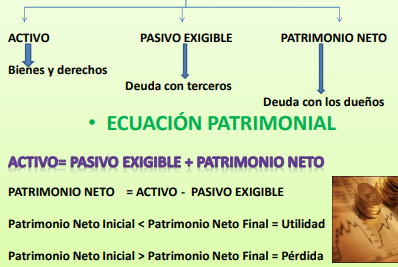 ACTIVO PASIVO EXIGIBLE PATRIMONIO NETO
Bienes y derechos
Deuda con terceros
Deuda con los dueños
• ECUACIÓN PATRIMONIAL
ACTIVO= PASIVO EXIGIBLE + PATRIMONIO NETO
PATRIMONIO NETO = ACTIVO - PASIVO EXIGIBLE
Patrimonio Neto Inicial < Patrimonio Neto Final = Utilidad
Patrimonio Neto Inicial > Patrimonio Neto Final = Pérdida